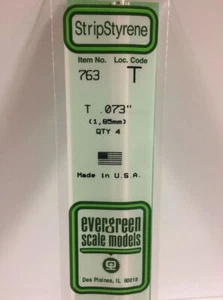 StripStyrene
Item No. Loc. Code
763 T
T .073"
(1,85mm)
QTY 4
Made in U.S.A.
evergreen
scale models
Des Plaines, IL 60018